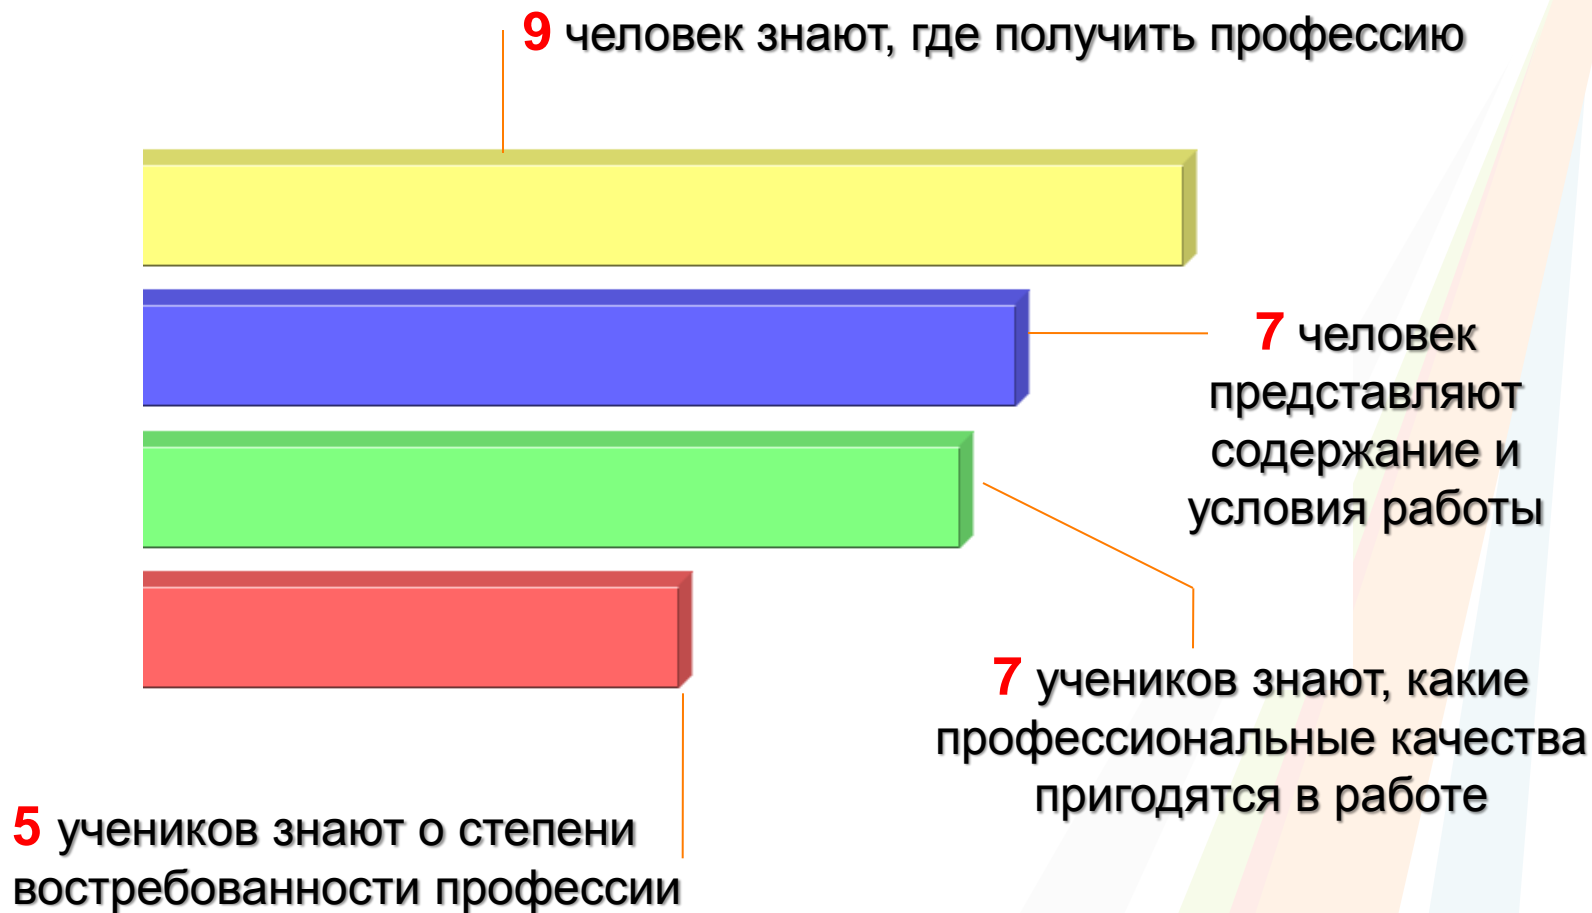 9 человек знают, где получить профессию
7 человек
представляют
содержание и
условия работы
7 учеников знают, какие
профессиональные качества
пригодятся в работе
5 учеников знают о степени
востребованности профессии